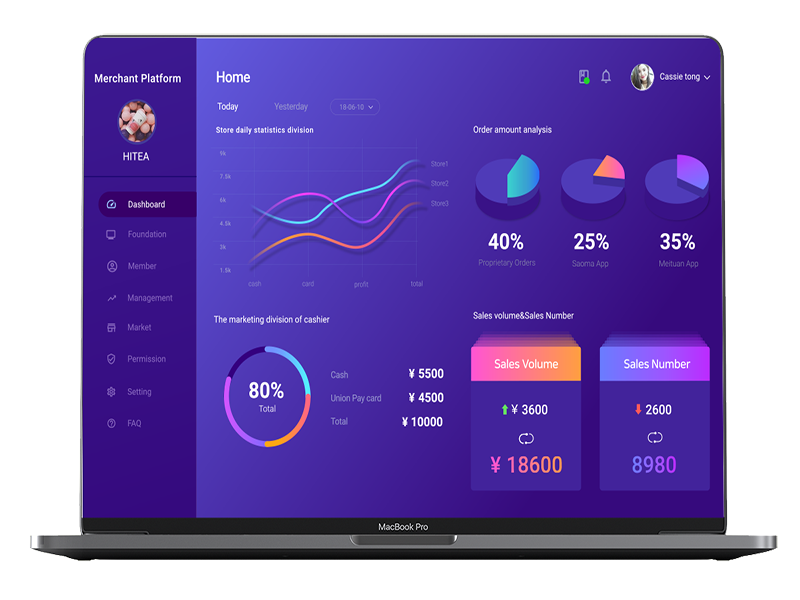 Merchant Platform
HITEA
Dashboard
Foundation
Member
Management
Market
Permission
Setting
FAQ
Home
Cassie tong
Today
Yesterday
18-06-10
Store daily statistics division
9k
7.5k
6k
4.5k
3k
1.5k
Store1
Store2
Store3
cash
card
profit
total
Order amount analysis
40%
25%
35%
Proprietary Orders
Saoma App
Meituan App
The marketing division of cashier
80%
Total
Cash
¥ 5500
Union Pay card
¥ 4500
Total
¥ 10000
Sales volume&Sales Number
Sales Volume
¥ 3600
¥ 18600
Sales Number
2600
8980
MacBook Pro